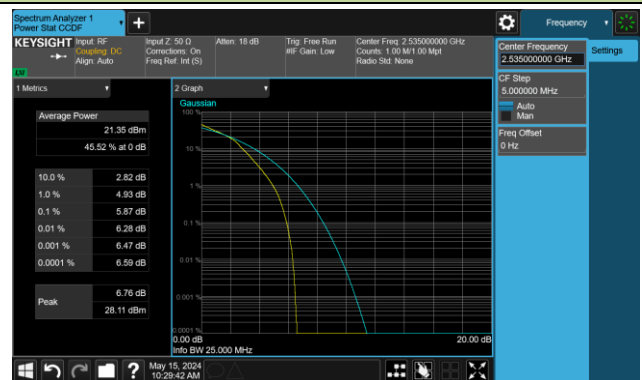 Spectrum Analyzer 1
Power Stat CCDF
Frequency
KEYSIGHT
Input: RF
Coupling: DC
Align: Auto
Input Z: 50 Ω
Corrections: On
Freq Ref: Int (S)
Atten: 18 dB
Trig: Free Run
#IF Gain: Low
Center Freq: 2.535000000 GHz
Counts: 1.00 M/1.00 Mpt
Radio Std: None
LW
Center Frequency
2.535000000 GHz
Settings
CF Step
5.000000 MHz
Auto
Man
Freq Offset
0 Hz
1 Metrics
Average Power
21.35 dBm
45.52 % at 0 dB
10.0 % 2.82 dB
1.0 % 4.93 dB
0.1 % 5.87 dB
0.01 % 6.28 dB
0.001 % 6.47 dB
0.0001 % 6.59 dB
Peak
6.76 dB
28.11 dBm
2 Graph
Gaussian
100 %
10 %
1 %
0.1 %
0.01 %
0.001 %
0.0001 %
0.00 dB
20.00 dB
Info BW 25.000 MHz
May 15, 2024
10:29:42 AM